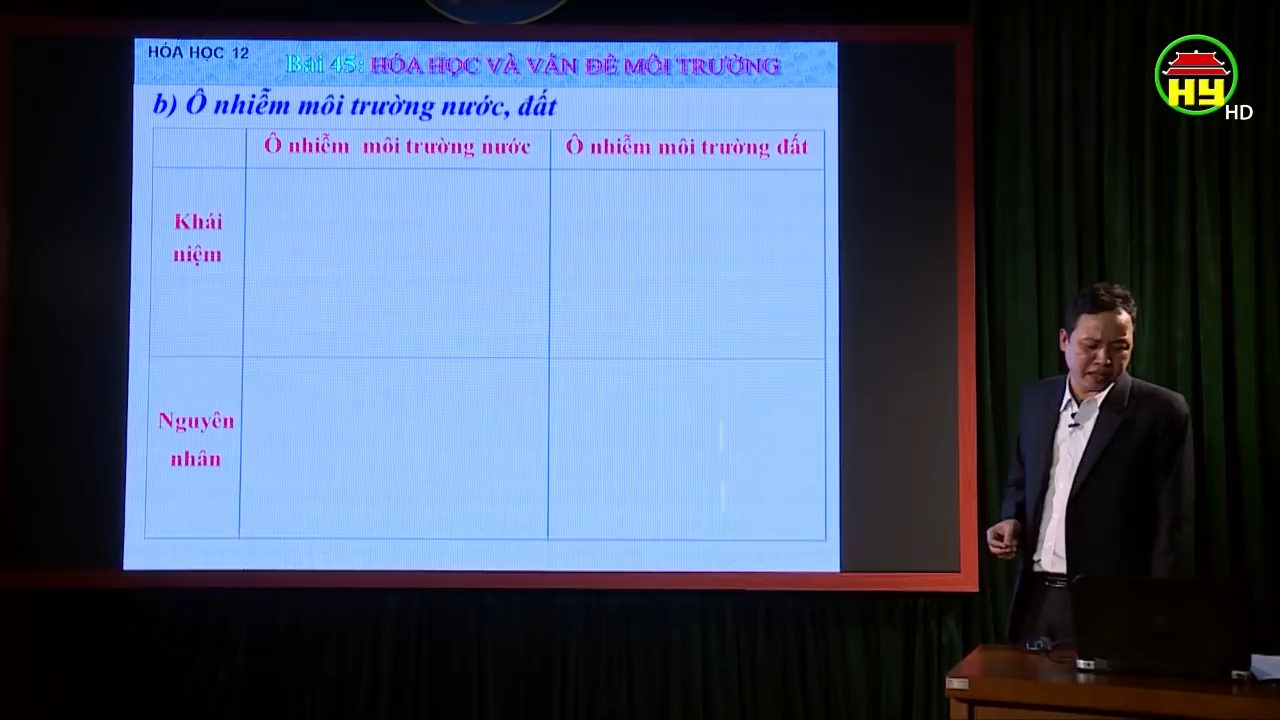 HÓA HỌC 12
Bài 45: HÓA HỌC VÀ VẤN ĐỀ MÔI TRƯỜNG
b) Ô nhiễm môi trường nước, đất
Ô nhiễm môi trường nước
Ô nhiễm môi trường đất
Khái
niệm
Nguyên
nhân
HY
HD